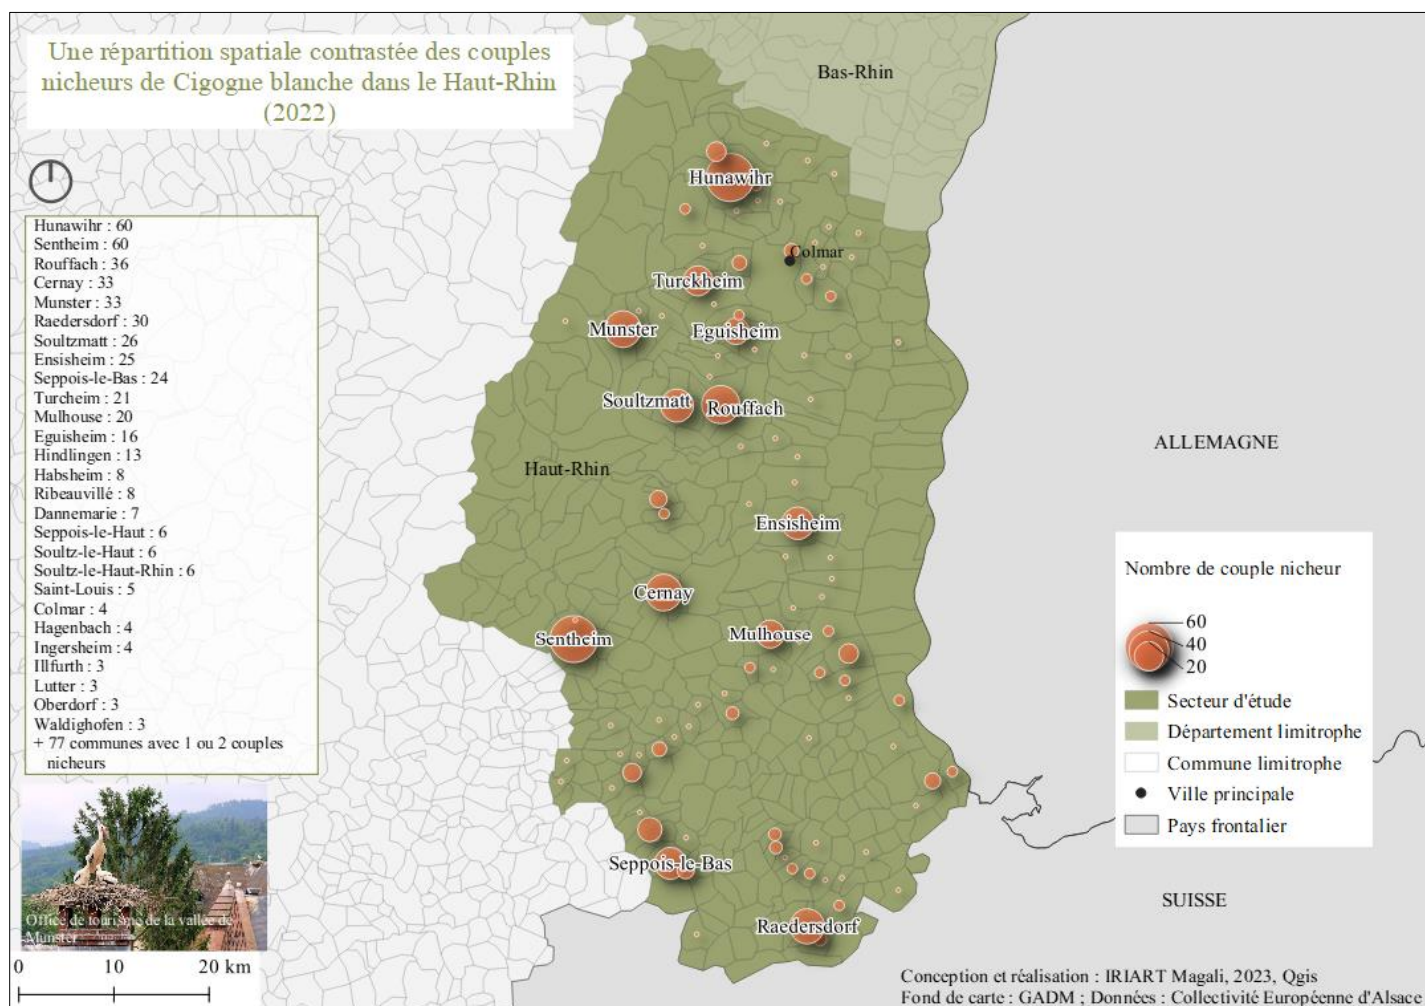 Une répartition spatiale contrastée des couples
nicheurs de Cigogne blanche dans le Haut-Rhin
(2022)
Hunawihr : 60
Sentheim : 60
Rouffach : 36
Cernay : 33
Munster : 33
Raedersdorf : 30
Soultzmatt : 26
Ensisheim : 25
Seppois-le-Bas : 24
Turcheim : 21
Mulhouse : 20
Eguisheim : 16
Hindlingen : 13
Habsheim : 8
Ribeauvillé : 8
Dannemarie : 7
Seppois-le-Haut : 6
Soultz-le-Haut : 6
Soultz-le-Haut-Rhin : 6
Saint-Louis : 5
Colmar : 4
Hagenbach : 4
Ingersheim : 4
Illfurth : 3
Lutter : 3
Oberdorf : 3
Waldighofen : 3
+ 77 communes avec 1 ou 2 couples
nicheurs
Office de tourisme de la vallée de
Munster
0 10 20 km
Bas-Rhin
Hunawihr
Colmar
Turckheim
Munster
Eguisheim
Soultzmatt
Rouffach
Haut-Rhin
Ensisheim
Cernay
Sentheim
Mulhouse
Seppois-le-Bas
Raedersdorf
ALLEMAGNE
Nombre de couple nicheur
60
40
20
Secteur d'étude
Département limitrophe
Commune limitrophe
Ville principale
Pays frontalier
SUISSE
Conception et réalisation : IRIART Magali, 2023, Qgis
Fond de carte : GADM ; Données : Collectivité Européenne d'Alsace